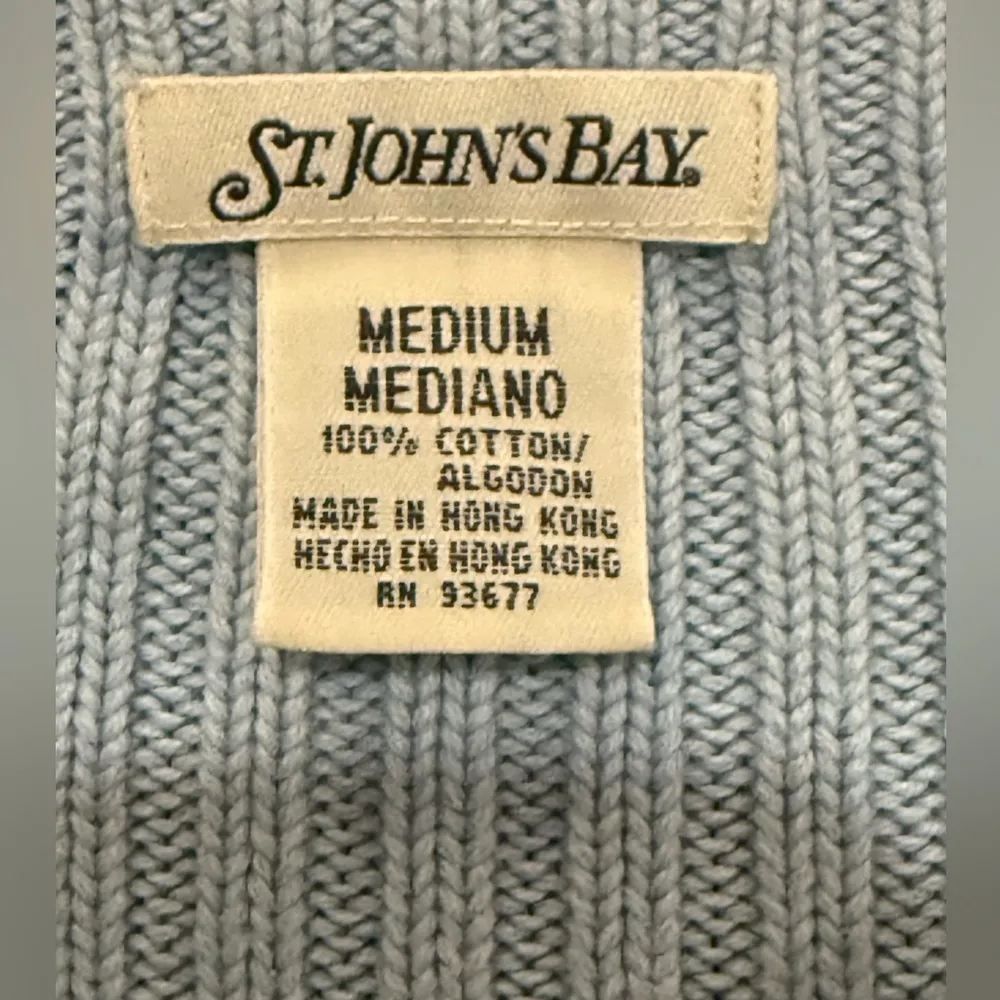 ST. JOHN'S BAY®
MEDIUM
MEDIANO
100% COTTON/
ALGODON
MADE IN HONG KONG
HECHO EN HONG KONG
RN 93677